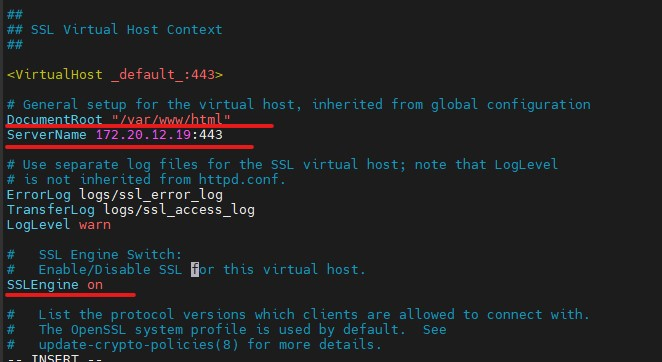 ##
## SSL Virtual Host Context
##
<VirtualHost _default_:443>
# General setup for the virtual host, inherited from global configuration
DocumentRoot "/var/www/html"
ServerName 172.20.12.19:443
# Use separate log files for the SSL virtual host; note that LogLevel
# is not inherited from httpd.conf.
ErrorLog logs/ssl_error_log
TransferLog logs/ssl_access_log
LogLevel warn
#   SSL Engine Switch:
#   Enable/Disable SSL for this virtual host.
SSLEngine on
#   List the protocol versions which clients are allowed to connect with.
#   The OpenSSL system profile is used by default.  See
#   update-crypto-policies(8) for more details.
-- INSERT --